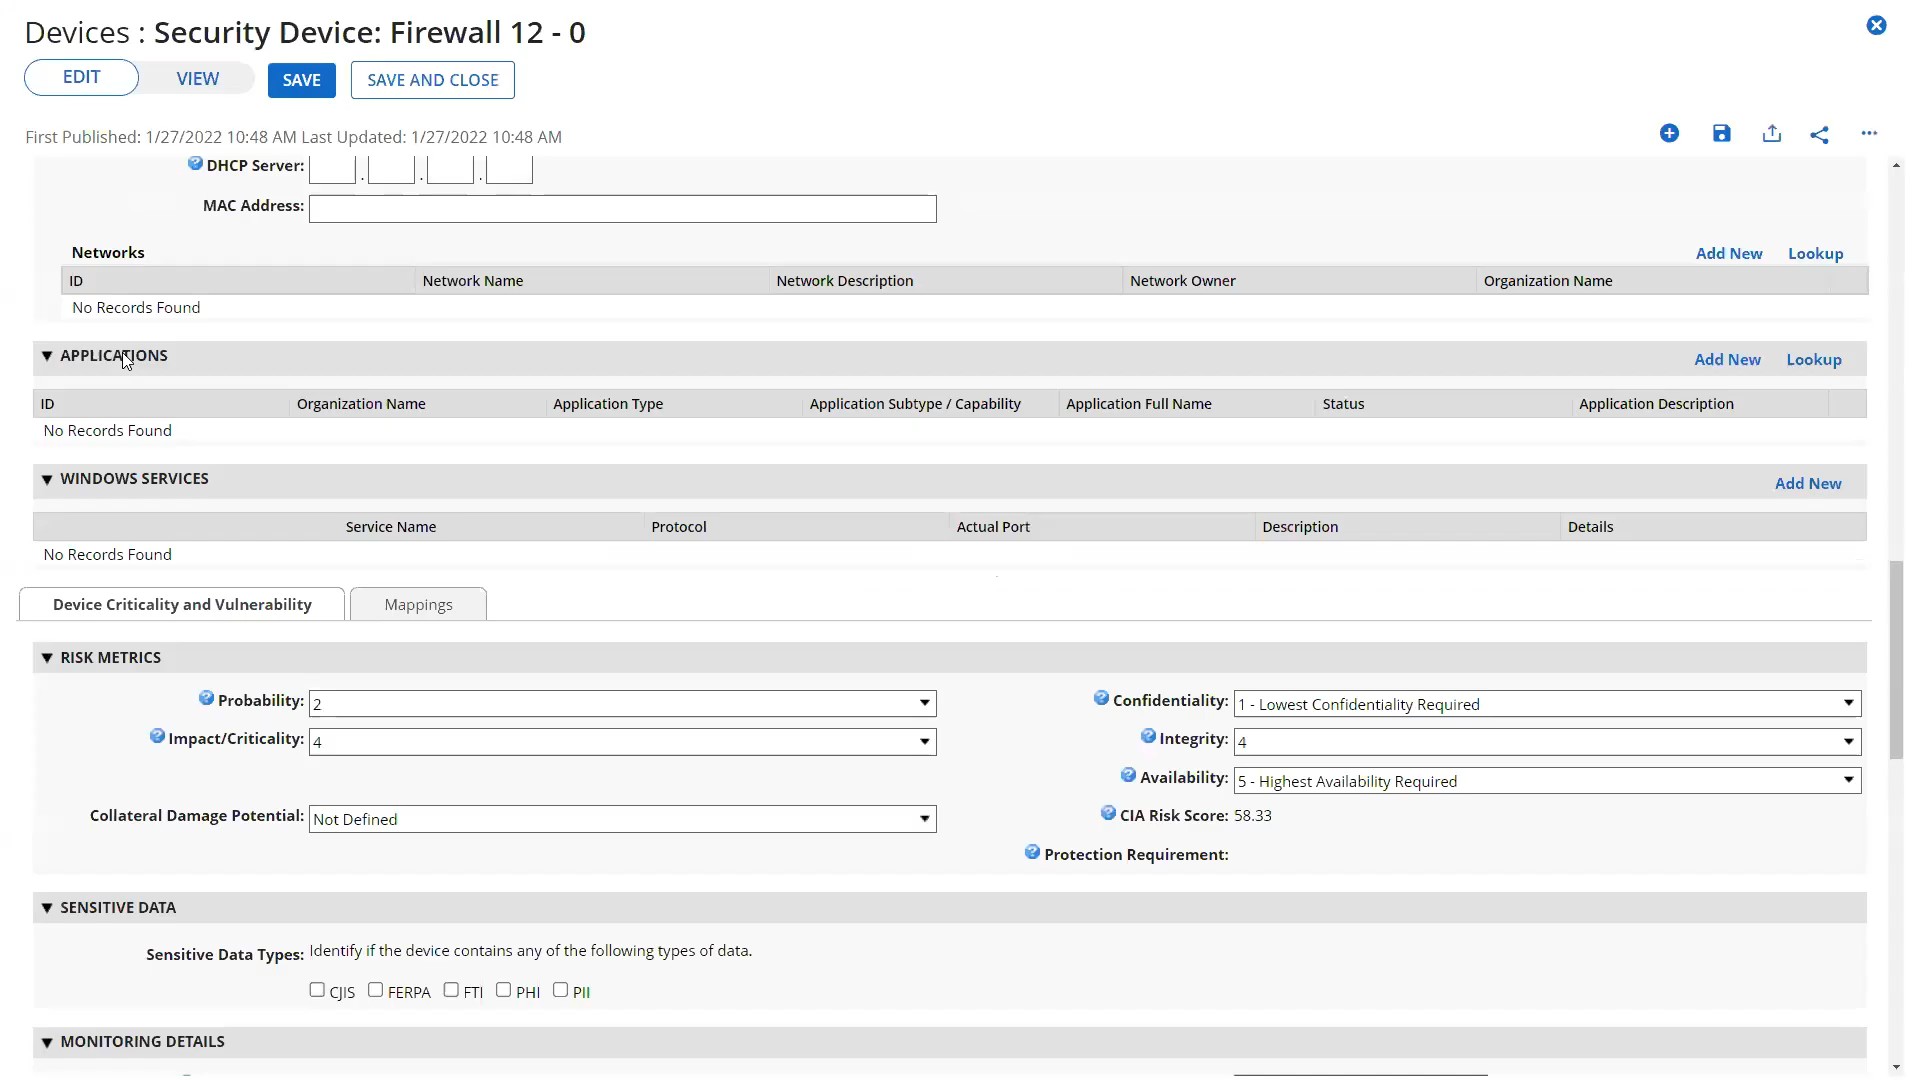 Devices : Security Device: Firewall 12 - 0
EDIT VIEW SAVE SAVE AND CLOSE
First Published: 1/27/2022 10:48 AM Last Updated: 1/27/2022 10:48 AM
DHCP Server: . . .
MAC Address:
Networks Add New Lookup
ID Network Name Network Description Network Owner Organization Name
No Records Found
APPLICATIONS Add New Lookup
ID Organization Name Application Type Application Subtype / Capability Application Full Name Status Application Description
No Records Found
WINDOWS SERVICES Add New
Service Name Protocol Actual Port Description Details
No Records Found
Device Criticality and Vulnerability Mappings
RISK METRICS
Probability: 2 Confidentiality: 1 - Lowest Confidentiality Required
Impact/Criticality: 4 Integrity: 4
Availability: 5 - Highest Availability Required
Collateral Damage Potential: Not Defined CIA Risk Score: 58.33
Protection Requirement:
SENSITIVE DATA
Sensitive Data Types: Identify if the device contains any of the following types of data.
CJIS FERPA FTI PHI PII
MONITORING DETAILS